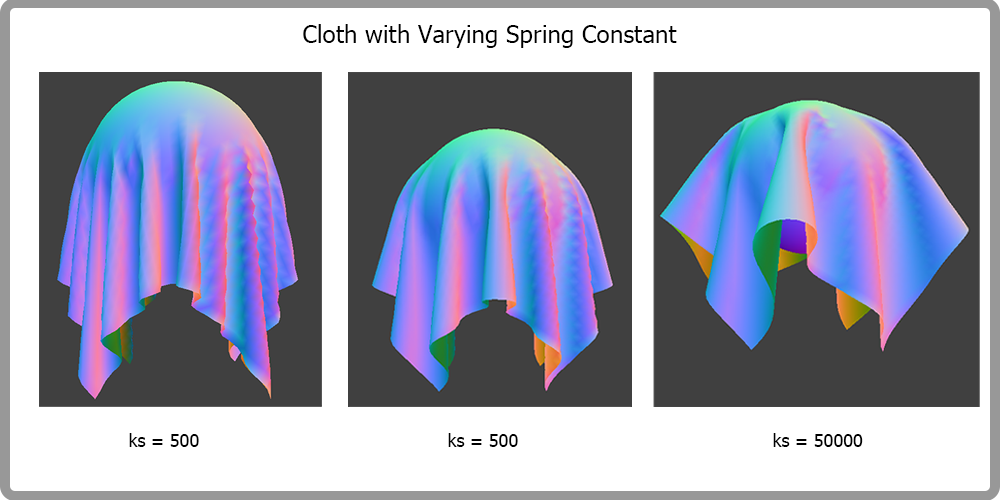 Cloth with Varying Spring Constant
ks = 500
ks = 500
ks = 50000